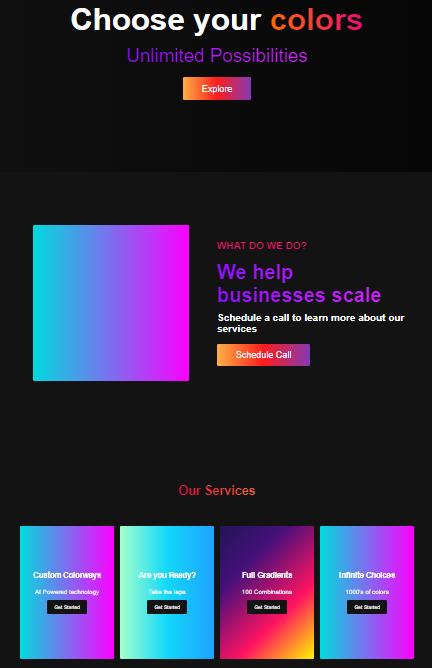 Choose your colors
Unlimited Possibilities
Explore
WHAT DO WE DO?
We help
businesses scale
Schedule a call to learn more about our
services
Schedule Call
Our Services
Custom Colorways
AI Powered technology
Get Started
Are you Ready?
Take the leps
Get Started
Full Gradients
100 Combinations
Get Started
Infinite Choices
1000's of colors
Get Started